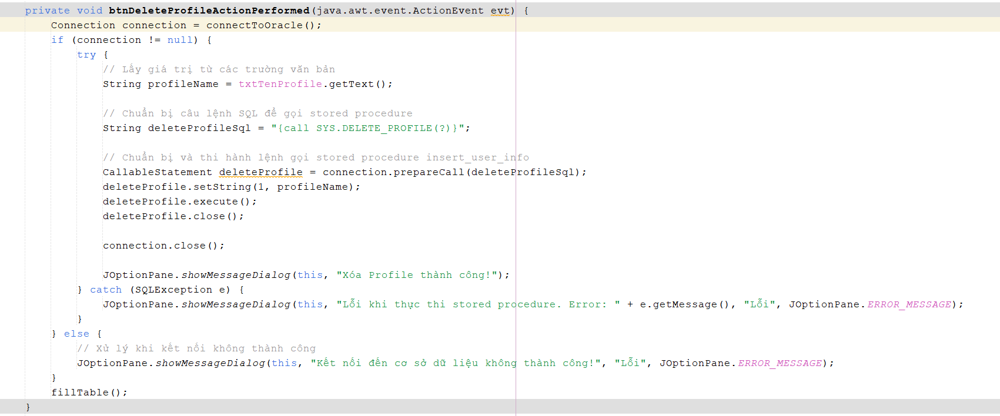 private void btnDeleteProfileActionPerformed(java.awt.event.ActionEvent evt) {
    Connection connection = connectToOracle();
    if (connection != null) {
        try {
            // Lấy giá trị từ các trường văn bản
            String profileName = txtTenProfile.getText();

            // Chuẩn bị câu lệnh SQL để gọi stored procedure
            String deleteProfileSql = "{call SYS.DELETE_PROFILE(?)}";

            // Chuẩn bị và thi hành lệnh gọi stored procedure insert_user_info
            CallableStatement deleteProfile = connection.prepareCall(deleteProfileSql);
            deleteProfile.setString(1, profileName);
            deleteProfile.execute();
            deleteProfile.close();

            connection.close();

            JOptionPane.showMessageDialog(this, "Xóa Profile thành công!");
        } catch (SQLException e) {
            JOptionPane.showMessageDialog(this, "Lỗi khi thực thi stored procedure. Error: " + e.getMessage(), "Lỗi", JOptionPane.ERROR_MESSAGE);
        }
    } else {
        // Xử lý khi kết nối không thành công
        JOptionPane.showMessageDialog(this, "Kết nối đến cơ sở dữ liệu không thành công!", "Lỗi", JOptionPane.ERROR_MESSAGE);
    }
    fillTable();
}